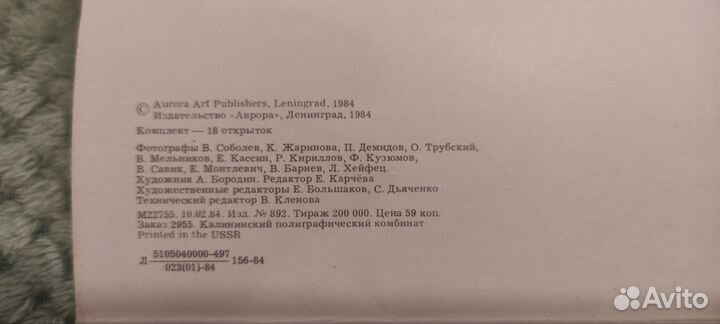 © Aurora Art Publishers, Leningrad, 1984
Издательство «Аврора», Ленинград, 1984
Комплект — 18 открыток
Фотографы В. Соболев, К. Жаринова, П. Демидов, О. Трубский,
В. Мельников, Е. Кассин, Р. Кириллов, Ф. Кузюмов,
В. Савик, Е. Монтлевич, В. Барнев, Л. Хейфец.
Художник А. Бородин. Редактор Е. Карчёва
Художественные редакторы Е. Большаков, С. Дьяченко
Технический редактор В. Кленова
М22755. 10.02.84. Изд. № 892. Тираж 200 000. Цена 59 коп.
Заказ 2955. Калининский полиграфический комбинат
Printed in the USSR
Л 5105040000-497 156-84
023(01)-84
Avito